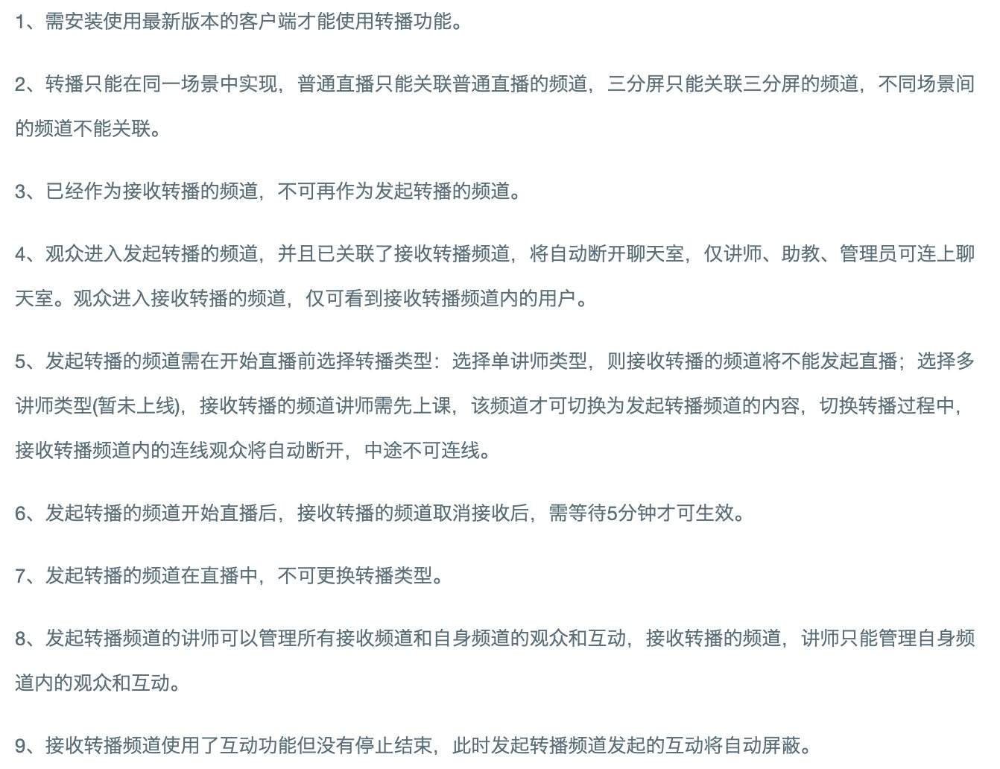 1、需安装使用最新版本的客户端才能使用转播功能。
2、转播只能在同一场景中实现，普通直播只能关联普通直播的频道，三分屏只能关联三分屏的频道，不同场景间
的频道不能关联。
3、已经作为接收转播的频道，不可再作为发起转播的频道。
4、观众进入发起转播的频道，并且已关联了接收转播频道，将自动断开聊天室，仅讲师、助教、管理员可连上聊
天室。观众进入接收转播的频道，仅可看到接收转播频道内的用户。
5、发起转播的频道需在开始直播前选择转播类型：选择单讲师类型，则接收转播的频道将不能发起直播；选择多
讲师类型(暂未上线)，接收转播的频道讲师需先上课，该频道才可切换为发起转播频道的内容，切换转播过程中，
接收转播频道内的连线观众将自动断开，中途不可连线。
6、发起转播的频道开始直播后，接收转播的频道取消接收后，需等待5分钟才可生效。
7、发起转播的频道在直播中，不可更换转播类型。
8、发起转播频道的讲师可以管理所有接收频道和自身频道的观众和互动，接收转播的频道，讲师只能管理自身频
道内的观众和互动。
9、接收转播频道使用了互动功能但没有停止结束，此时发起转播频道发起的互动将自动屏蔽。